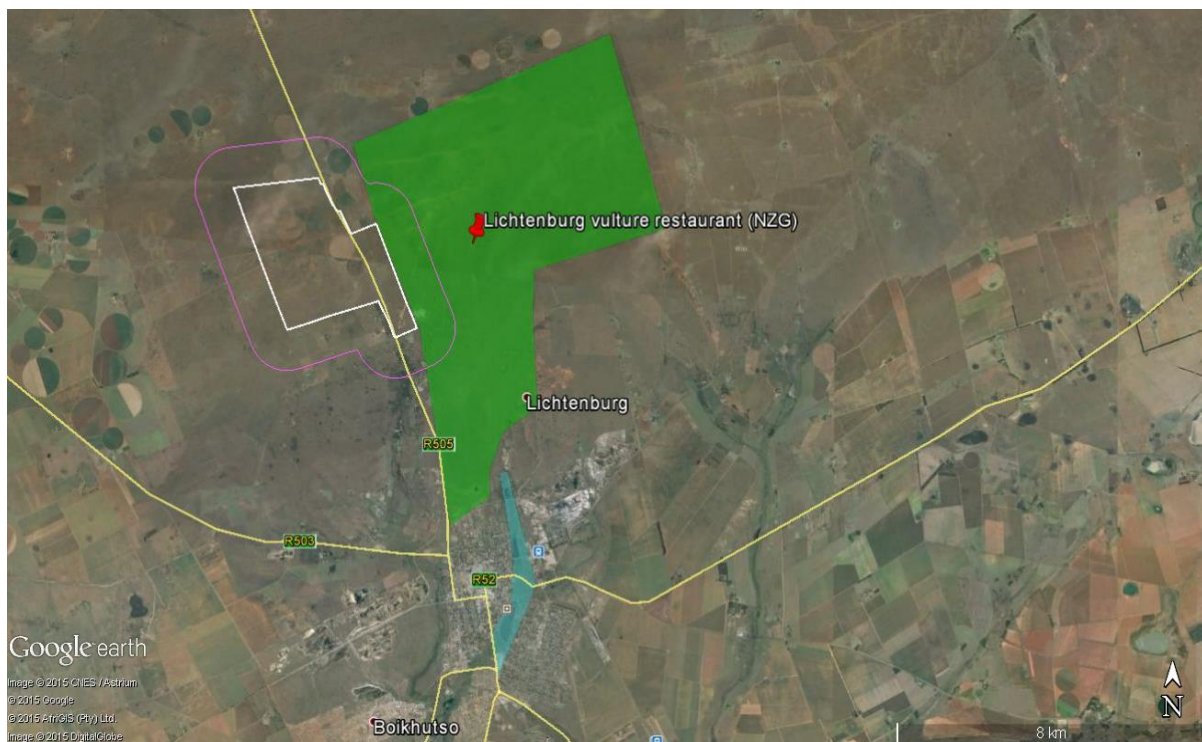 Lichtenburg vulture restaurant (NZG)
Lichtenburg
R505
R503
R52
Google earth
Image © 2015 CNES / Astrium
© 2015 Google
© 2015 AfriGIS (Pty) Ltd.
Image © 2015 DigitalGlobe
Boikhutso
N
8 km